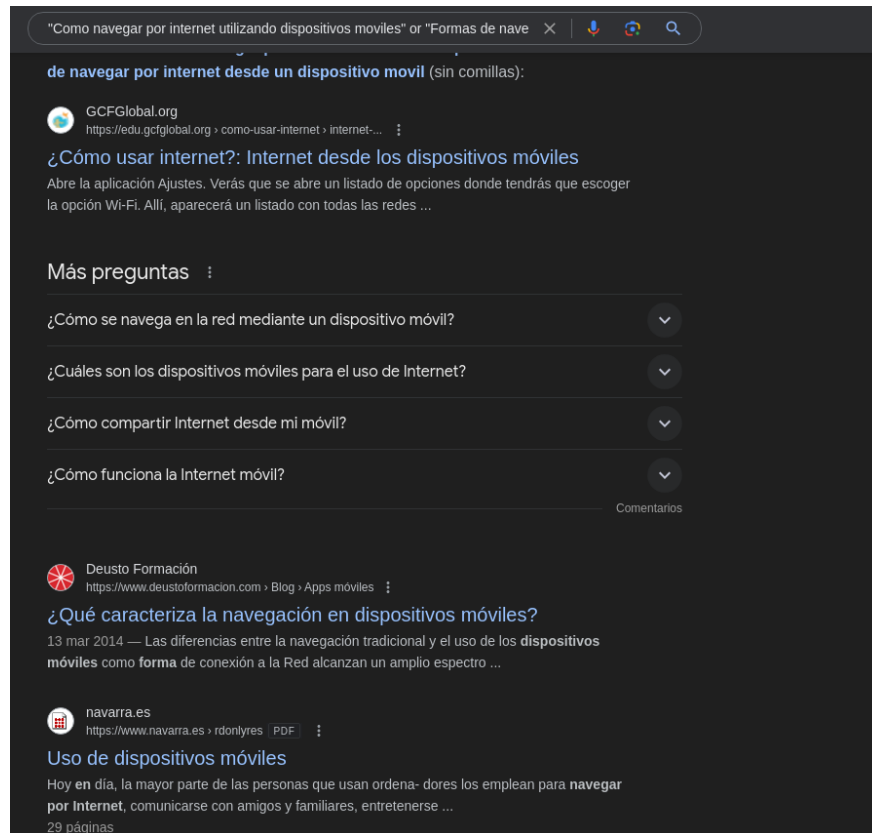 "Como navegar por internet utilizando dispositivos moviles" or "Formas de nave
de navegar por internet desde un dispositivo movil (sin comillas):
GCFGlobal.org
https://edu.gcfglobal.org › como-usar-internet › internet-...
¿Cómo usar internet?: Internet desde los dispositivos móviles
Abre la aplicación Ajustes. Verás que se abre un listado de opciones donde tendrás que escoger
la opción Wi-Fi. Allí, aparecerá un listado con todas las redes ...
Más preguntas
¿Cómo se navega en la red mediante un dispositivo móvil?
¿Cuáles son los dispositivos móviles para el uso de Internet?
¿Cómo compartir Internet desde mi móvil?
¿Cómo funciona la Internet móvil?
Comentarios
Deusto Formación
https://www.deustoformacion.com › Blog › Apps móviles
¿Qué caracteriza la navegación en dispositivos móviles?
13 mar 2014 — Las diferencias entre la navegación tradicional y el uso de los dispositivos
móviles como forma de conexión a la Red alcanzan un amplio espectro ...
navarra.es
https://www.navarra.es › rdonlyres PDF
Uso de dispositivos móviles
Hoy en día, la mayor parte de las personas que usan ordena- dores los emplean para navegar
por Internet, comunicarse con amigos y familiares, entretenerse ...
29 páginas